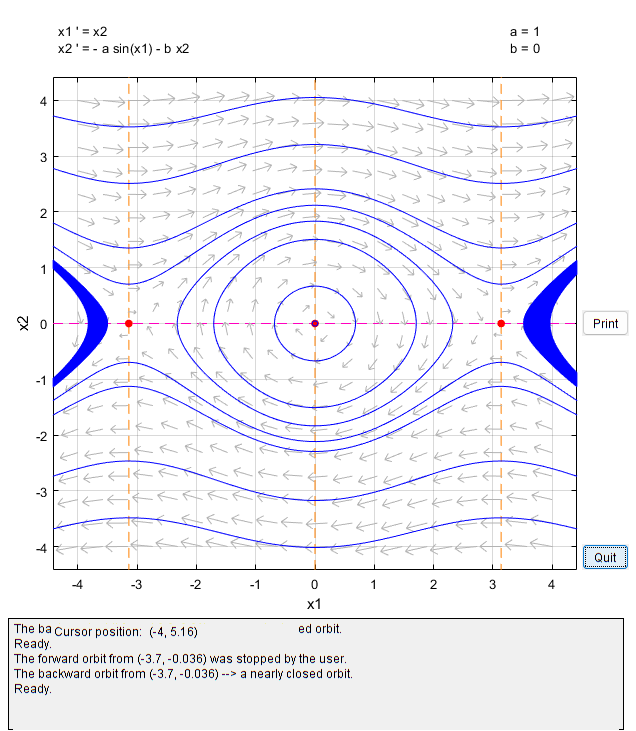 x1 ' = x2
a = 1
x2 ' = - a sin(x1) - b x2
b = 0
4
3
2
1
0
-1
-2
-3
-4
x2
-4 -3 -2 -1 0 1 2 3 4
x1
Print
Quit
The ba Cursor position: (-4, 5.16) ed orbit.
Ready.
The forward orbit from (-3.7, -0.036) was stopped by the user.
The backward orbit from (-3.7, -0.036) --> a nearly closed orbit.
Ready.